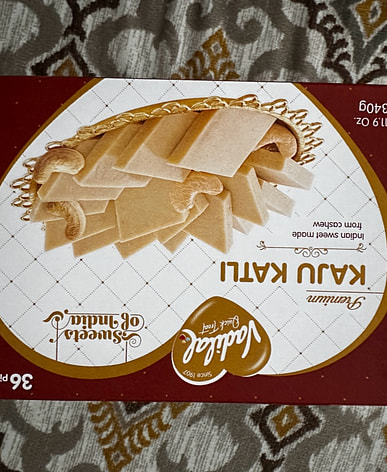 Since 1907
Vadilal
Quick Treat
Sweets
of India
36
Premium
KAJU KATLI
Indian sweet made
from cashew
11.9 Oz.
340g